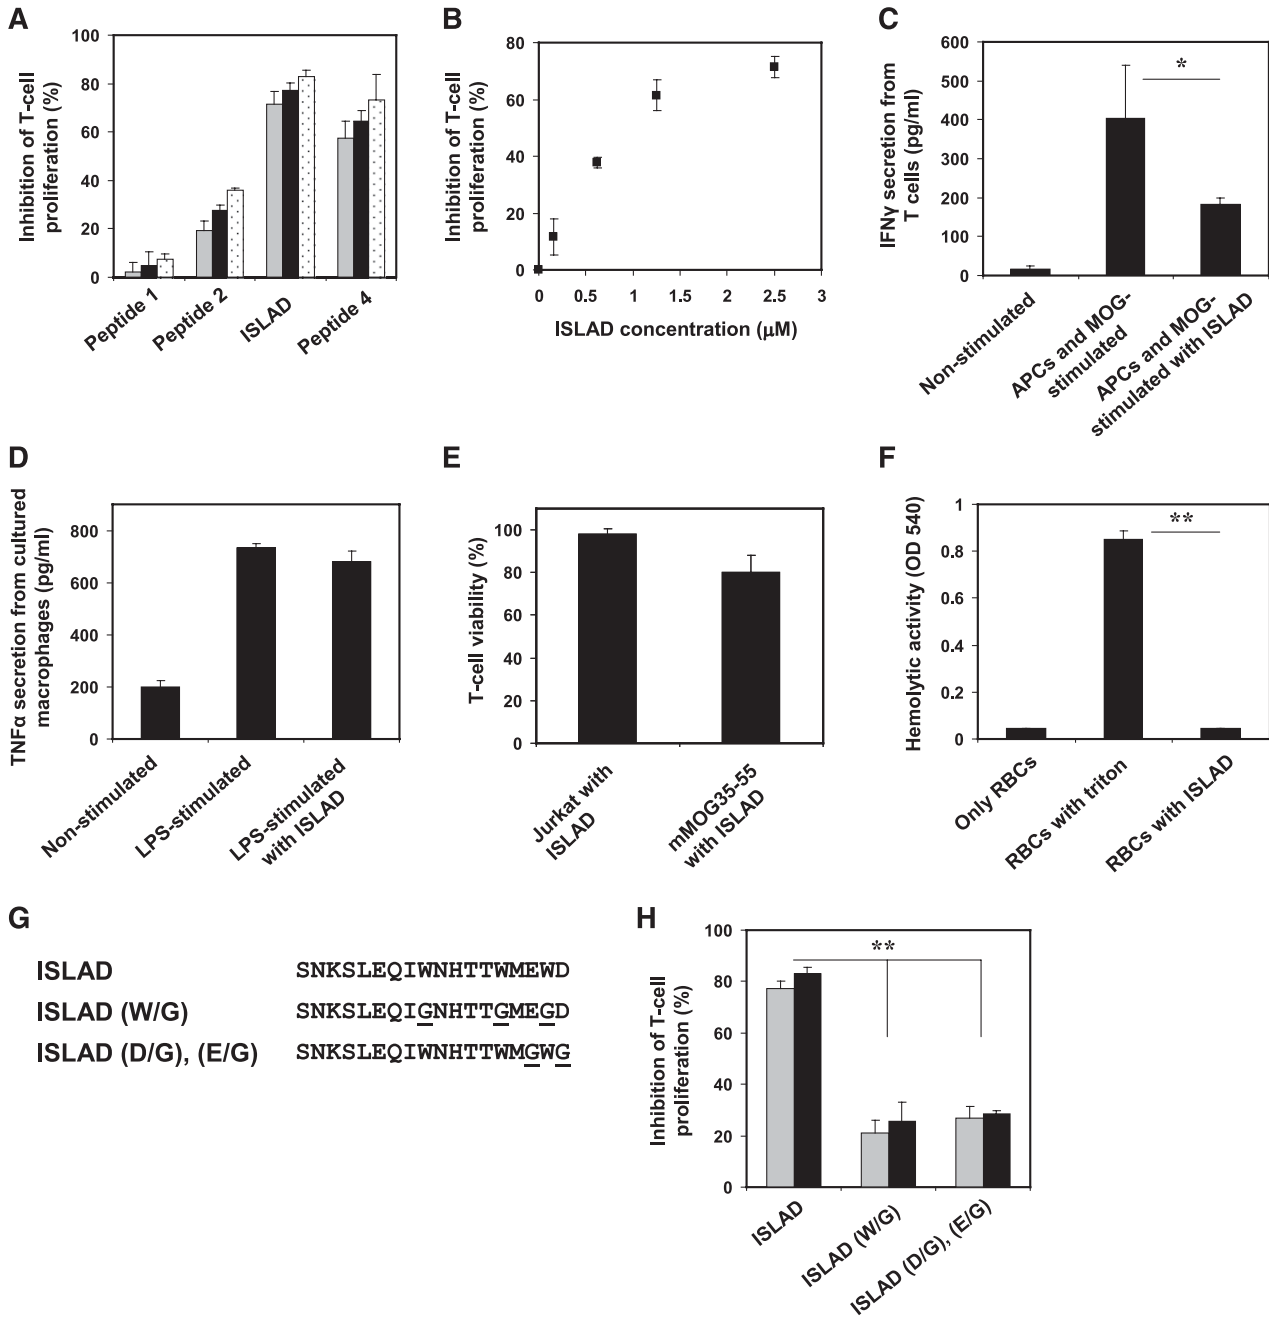 A
Inhibition of T-cell
proliferation (%)
100
80
60
40
20
0
Peptide 1
Peptide 2
ISLAD
Peptide 4
B
Inhibition of T-cell
proliferation (%)
80
60
40
20
0
0 0.5 1 1.5 2 2.5 3
ISLAD concentration (μM)
C
IFNγ secretion from
T cells (pg/ml)
600
500
400
300
200
100
0
*
Non-stimulated
APCs and MOG-
stimulated
APCs and MOG-
stimulated with ISLAD
D
TNFα secretion from cultured
macrophages (pg/ml)
800
600
400
200
0
Non-stimulated
LPS-stimulated
LPS-stimulated
with ISLAD
E
T-cell viability (%)
100
80
60
40
20
0
Jurkat with
ISLAD
mMOG35-55
with ISLAD
F
Hemolytic activity (OD 540)
1
0.8
0.6
0.4
0.2
0
**
Only RBCs
RBCs with triton
RBCs with ISLAD
G
ISLAD SNKSLEQIWNHTTWMEWD
ISLAD (W/G) SNKSLEQIGNHTTGMEGD
ISLAD (D/G), (E/G) SNKSLEQIWNHTTWMGWG
H
Inhibition of T-cell
proliferation (%)
100
80
60
40
20
0
**
ISLAD
ISLAD (W/G)
ISLAD (D/G), (E/G)